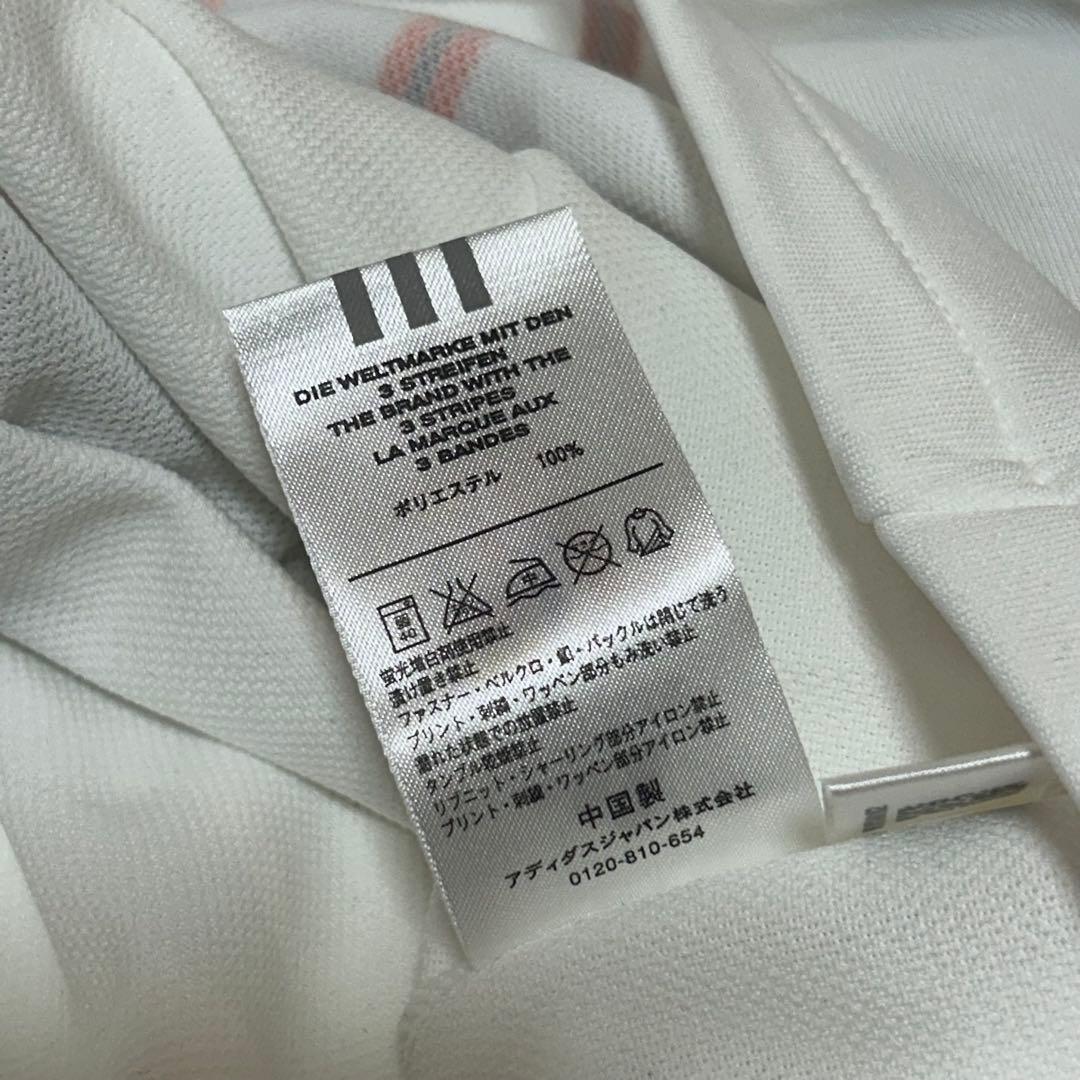 DIE WELTMARKE MIT DEN
3 STREIFEN
THE BRAND WITH THE
3 STRIPES
LA MARQUE AUX
3 BANDES
ポリエステル 100%
中
蛍光増白剤使用禁止
漬け置き禁止
ファスナー・ベルクロ・釦・バックルは閉じて洗う
プリント・刺繍・ワッペン部分もみ洗い禁止
濡れた状態での放置禁止
タンブル乾燥禁止
リブニット・シャーリング部分アイロン禁止
プリント・刺繍・ワッペン部分アイロン禁止
中国製
アディダスジャパン株式会社
0120-810-654